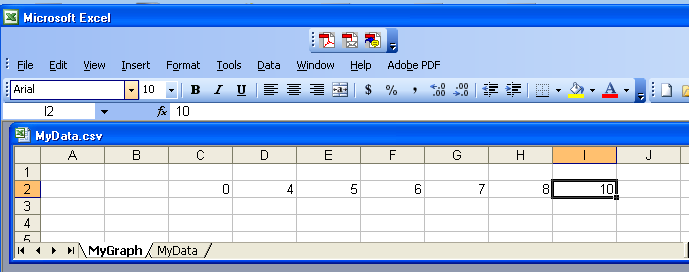 Microsoft Excel
File Edit View Insert Format Tools Data Window Help Adobe PDF
Arial 10 B I U $ % , .00 .00 A
I2 fx 10
MyData.csv
A B C D E F G H I J
1
2 0 4 5 6 7 8 10
3
4
5
MyGraph MyData